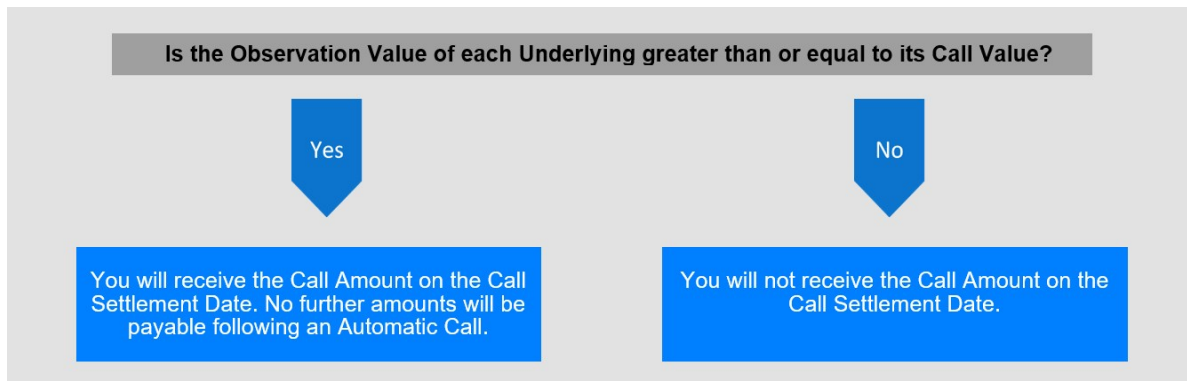 Is the Observation Value of each Underlying greater than or equal to its Call Value?
Yes
No
You will receive the Call Amount on the Call
Settlement Date. No further amounts will be
payable following an Automatic Call.
You will not receive the Call Amount on the
Call Settlement Date.